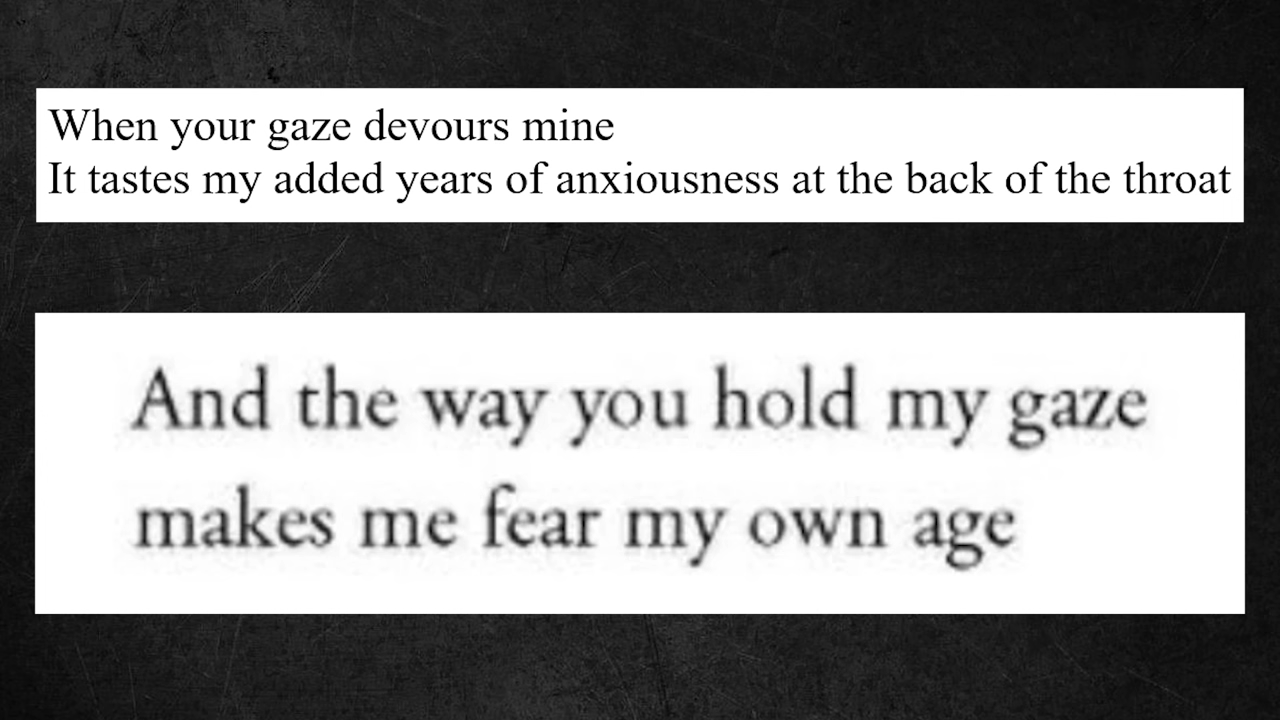 When your gaze devours mine
It tastes my added years of anxiousness at the back of the throat
And the way you hold my gaze
makes me fear my own age